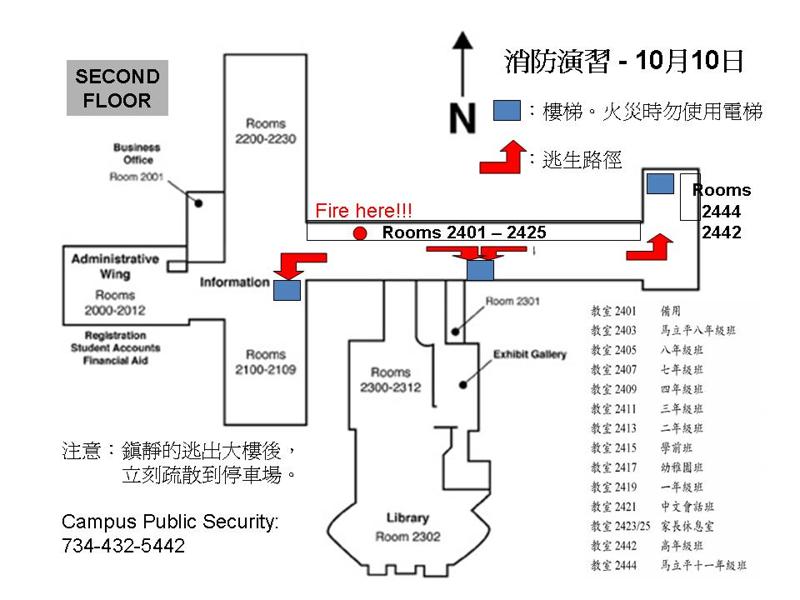 SECOND
FLOOR
消防演習 - 10月10日
N
：樓梯。火災時勿使用電梯
：逃生路徑
Rooms
2200-2230
Business
Office
Room 2001
Fire here!!!
Rooms 2401 – 2425
Rooms
2444
2442
Administrative
Wing
Rooms
2000-2012
Information
Registration
Student Accounts
Financial Aid
Rooms
2100-2109
Room 2301
Exhibit Gallery
Rooms
2300-2312
Library
Room 2302
教室 2401 備用
教室 2403 馬立平八年級班
教室 2405 八年級班
教室 2407 七年級班
教室 2409 四年級班
教室 2411 三年級班
教室 2413 二年級班
教室 2415 學前班
教室 2417 幼稚園班
教室 2419 一年級班
教室 2421 中文會話班
教室 2423/25 家長休息室
教室 2442 高年級班
教室 2444 馬立平十一年級班
注意：鎮靜的逃出大樓後，
立刻疏散到停車場。
Campus Public Security:
734-432-5442